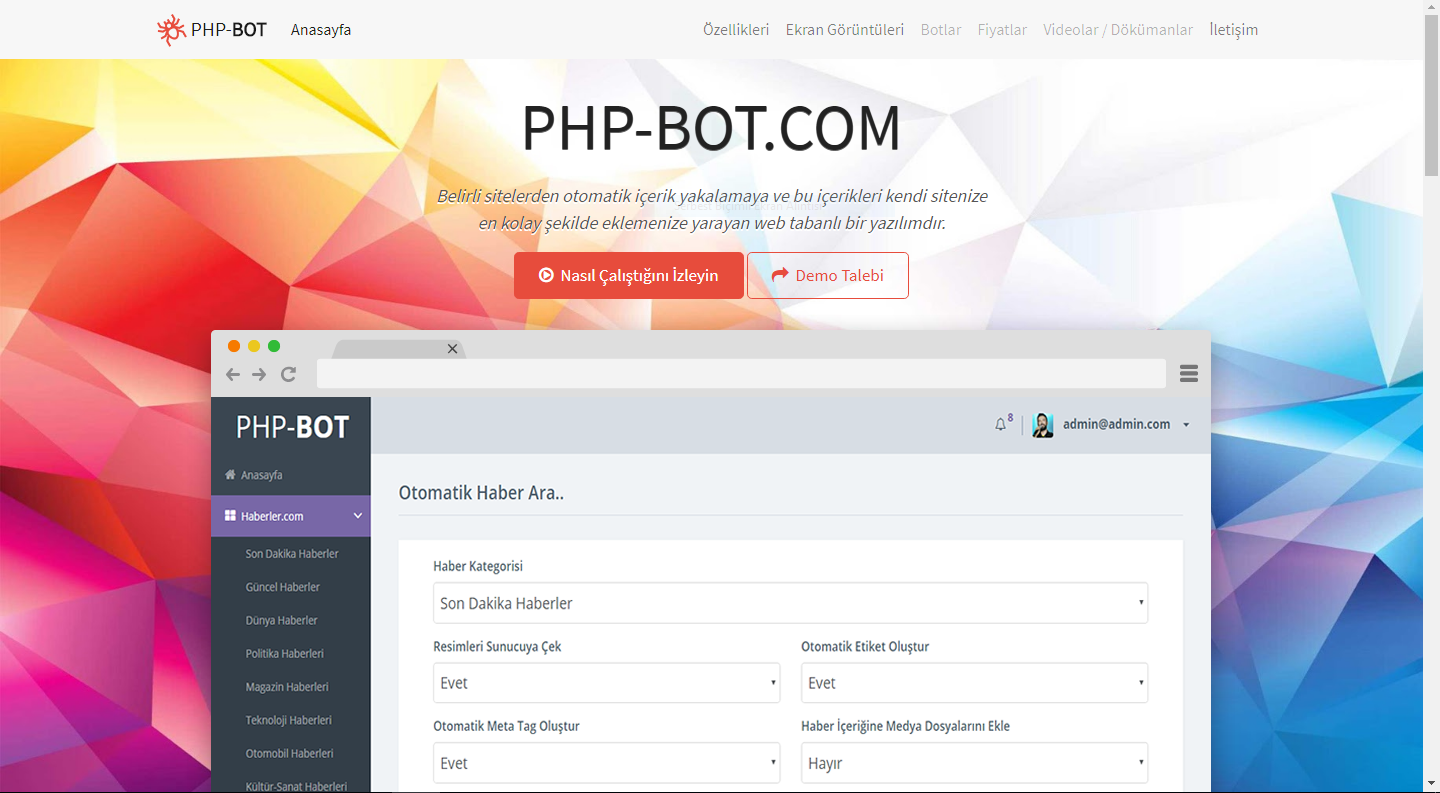 PHP-BOT
Anasayfa
Özellikleri
Ekran Görüntüleri
Botlar
Fiyatlar
Videolar / Dökümanlar
İletişim
PHP-BOT.COM
Belirli sitelerden otomatik içerik yakalamaya ve bu içerikleri kendi sitenize
en kolay şekilde eklemenize yarayan web tabanlı bir yazılımdır.
Nasıl Çalıştığını İzleyin
Demo Talebi
PHP-BOT
8
admin@admin.com
Anasayfa
Haberler.com
Son Dakika Haberler
Güncel Haberler
Dünya Haberler
Politika Haberleri
Magazin Haberleri
Teknoloji Haberleri
Otomobil Haberleri
Kültür-Sanat Haberleri
Otomatik Haber Ara..
Haber Kategorisi
Son Dakika Haberler
Resimleri Sunucuya Çek
Otomatik Etiket Oluştur
Evet
Evet
Otomatik Meta Tag Oluştur
Haber İçeriğine Medya Dosyalarını Ekle
Evet
Hayır